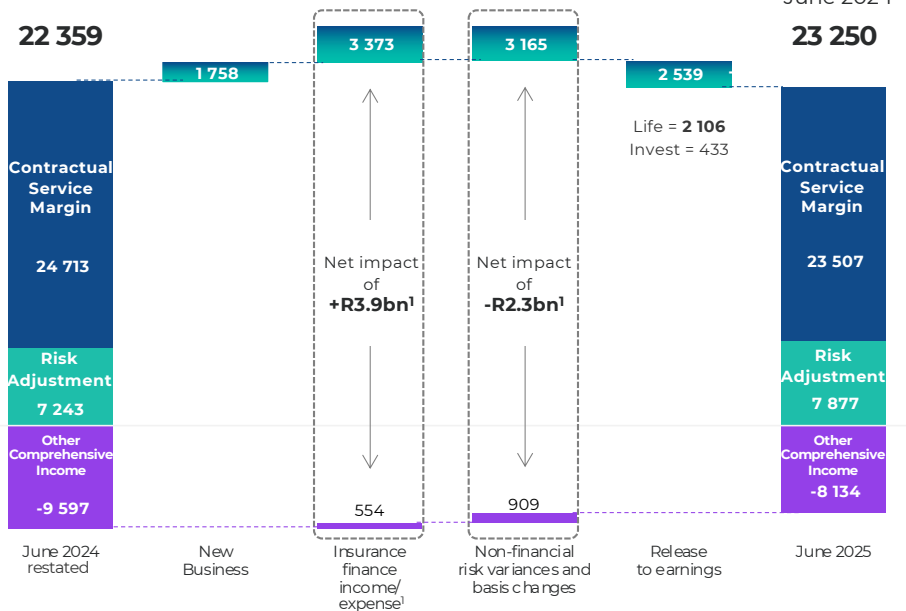 June 2024
22 359
23 250
3 373
3 165
1 758
2 539
Life = 2 106
Invest = 433
Contractual
Service
Margin
24 713
Contractual
Service
Margin
23 507
Net impact
of
+R3.9bn¹
Net impact
of
-R2.3bn¹
Risk
Adjustment
7 243
Risk
Adjustment
7 877
Other
Comprehensive
Income
-9 597
Other
Comprehensive
Income
-8 134
554
909
June 2024
restated
New
Business
Insurance
finance
income/
expense¹
Non-financial
risk variances and
basis changes
Release
to earnings
June 2025